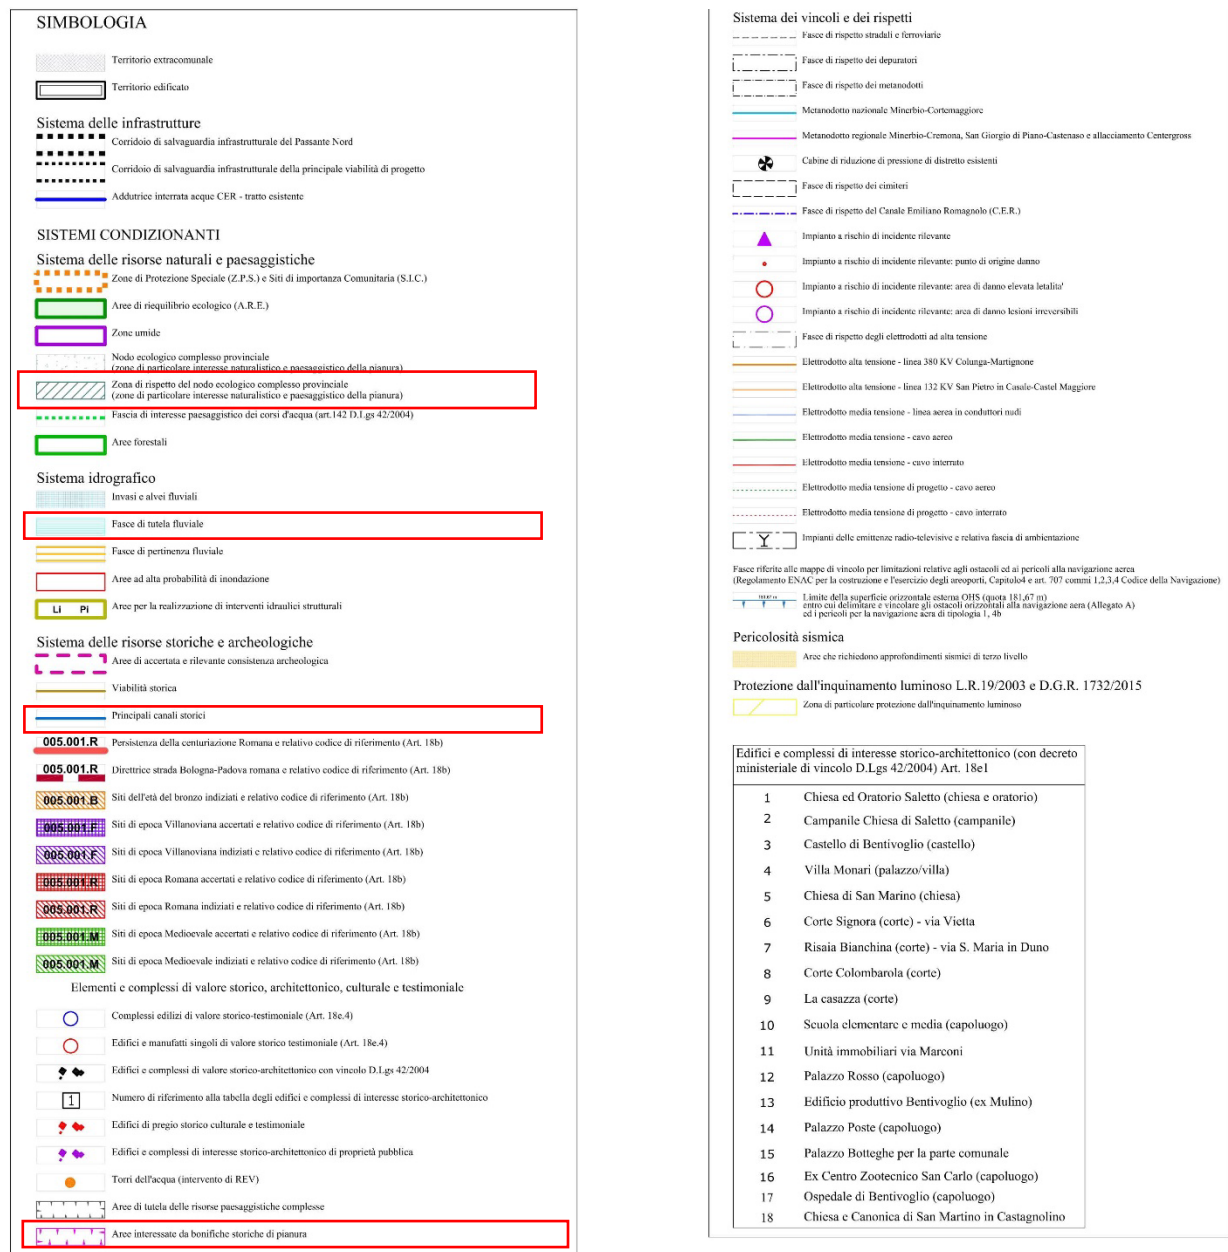 SIMBOLOGIA
Territorio extracomunale
Territorio edificato
Sistema delle infrastrutture
Corridoio di salvaguardia infrastrutturale del Passante Nord
Corridoio di salvaguardia infrastrutturale della principale viabilità di progetto
Addutrice interrata acque CER - tratto esistente
SISTEMI CONDIZIONANTI
Sistema delle risorse naturali e paesaggistiche
Zone di Protezione Speciale (Z.P.S.) e Siti di importanza Comunitaria (S.I.C.)
Aree di riequilibrio ecologico (A.R.E.)
Zone umide
Nodo ecologico complesso provinciale
(zone di particolare interesse naturalistico e paesaggistico della pianura)
Zona di rispetto del nodo ecologico complesso provinciale
(zone di particolare interesse naturalistico e paesaggistico della pianura)
Fascia di interesse paesaggistico dei corsi d'acqua (art.142 D.Lgs 42/2004)
Aree forestali
Sistema idrografico
Invasi e alvei fluviali
Fasce di tutela fluviale
Fasce di pertinenza fluviale
Aree ad alta probabilità di inondazione
Li Pi Aree per la realizzazione di interventi idraulici strutturali
Sistema delle risorse storiche e archeologiche
Aree di accertata e rilevante consistenza archeologica
Viabilità storica
Principali canali storici
005.001.R Persistenza della centuriazione Romana e relativo codice di riferimento (Art. 18b)
005.001.R Direttrice strada Bologna-Padova romana e relativo codice di riferimento (Art. 18b)
005.001.B Siti dell'età del bronzo indiziati e relativo codice di riferimento (Art. 18b)
005.001.F Siti di epoca Villanoviana accertati e relativo codice di riferimento (Art. 18b)
005.001.F Siti di epoca Villanoviana indiziati e relativo codice di riferimento (Art. 18b)
005.001.R Siti di epoca Romana accertati e relativo codice di riferimento (Art. 18b)
005.001.R Siti di epoca Romana indiziati e relativo codice di riferimento (Art. 18b)
005.001.M Siti di epoca Medioevale accertati e relativo codice di riferimento (Art. 18b)
005.001.M Siti di epoca Medioevale indiziati e relativo codice di riferimento (Art. 18b)
Elementi e complessi di valore storico, architettonico, culturale e testimoniale
Complessi edilizi di valore storico-testimoniale (Art. 18e.4)
Edifici e manufatti singoli di valore storico testimoniale (Art. 18e.4)
Edifici e complessi di valore storico-architettonico con vincolo D.Lgs 42/2004
1 Numero di riferimento alla tabella degli edifici e complessi di interesse storico-architettonico
Edifici di pregio storico culturale e testimoniale
Edifici e complessi di interesse storico-architettonico di proprietà pubblica
Torri dell'acqua (intervento di REV)
Aree di tutela delle risorse paesaggistiche complesse
Aree interessate da bonifiche storiche di pianura
Sistema dei vincoli e dei rispetti
Fasce di rispetto stradali e ferroviarie
Fasce di rispetto dei depuratori
Fasce di rispetto dei metanodotti
Metanodotto nazionale Minerbio-Cortemaggiore
Metanodotto regionale Minerbio-Cremona, San Giorgio di Piano-Castenaso e allacciamento Centergross
Cabine di riduzione di pressione di distretto esistenti
Fasce di rispetto dei cimiteri
Fasce di rispetto del Canale Emiliano Romagnolo (C.E.R.)
Impianto a rischio di incidente rilevante
Impianto a rischio di incidente rilevante: punto di origine danno
Impianto a rischio di incidente rilevante: area di danno elevata letalita'
Impianto a rischio di incidente rilevante: area di danno lesioni irreversibili
Fasce di rispetto degli elettrodotti ad alta tensione
Elettrodotto alta tensione - linea 380 KV Colunga-Martignone
Elettrodotto alta tensione - linea 132 KV San Pietro in Casale-Castel Maggiore
Elettrodotto media tensione - linea aerea in conduttori nudi
Elettrodotto media tensione - cavo aereo
Elettrodotto media tensione - cavo interrato
Elettrodotto media tensione di progetto - cavo aereo
Elettrodotto media tensione di progetto - cavo interrato
Impianti delle emittenze radio-televisive e relativa fascia di ambientazione
Fasce riferite alle mappe di vincolo per limitazioni relative agli ostacoli ed ai pericoli alla navigazione aerea
(Regolamento ENAC per la costruzione e l'esercizio degli areoporti, Capitolo4 e art. 707 commi 1,2,3,4 Codice della Navigazione)
181,67 m Limite della superficie orizzontale esterna OHS (quota 181,67 m)
entro cui delimitare e vincolare gli ostacoli orizzontali alla navigazione aera (Allegato A)
ed i pericoli per la navigazione aera di tipologia 1, 4b
Pericolosità sismica
Aree che richiedono approfondimenti sismici di terzo livello
Protezione dall'inquinamento luminoso L.R.19/2003 e D.G.R. 1732/2015
Zona di particolare protezione dall'inquinamento luminoso
Edifici e complessi di interesse storico-architettonico (con decreto
ministeriale di vincolo D.Lgs 42/2004) Art. 18e1
1 Chiesa ed Oratorio Saletto (chiesa e oratorio)
2 Campanile Chiesa di Saletto (campanile)
3 Castello di Bentivoglio (castello)
4 Villa Monari (palazzo/villa)
5 Chiesa di San Marino (chiesa)
6 Corte Signora (corte) - via Vietta
7 Risaia Bianchina (corte) - via S. Maria in Duno
8 Corte Colombarola (corte)
9 La casazza (corte)
10 Scuola elementare e media (capoluogo)
11 Unità immobiliari via Marconi
12 Palazzo Rosso (capoluogo)
13 Edificio produttivo Bentivoglio (ex Mulino)
14 Palazzo Poste (capoluogo)
15 Palazzo Botteghe per la parte comunale
16 Ex Centro Zootecnico San Carlo (capoluogo)
17 Ospedale di Bentivoglio (capoluogo)
18 Chiesa e Canonica di San Martino in Castagnolino